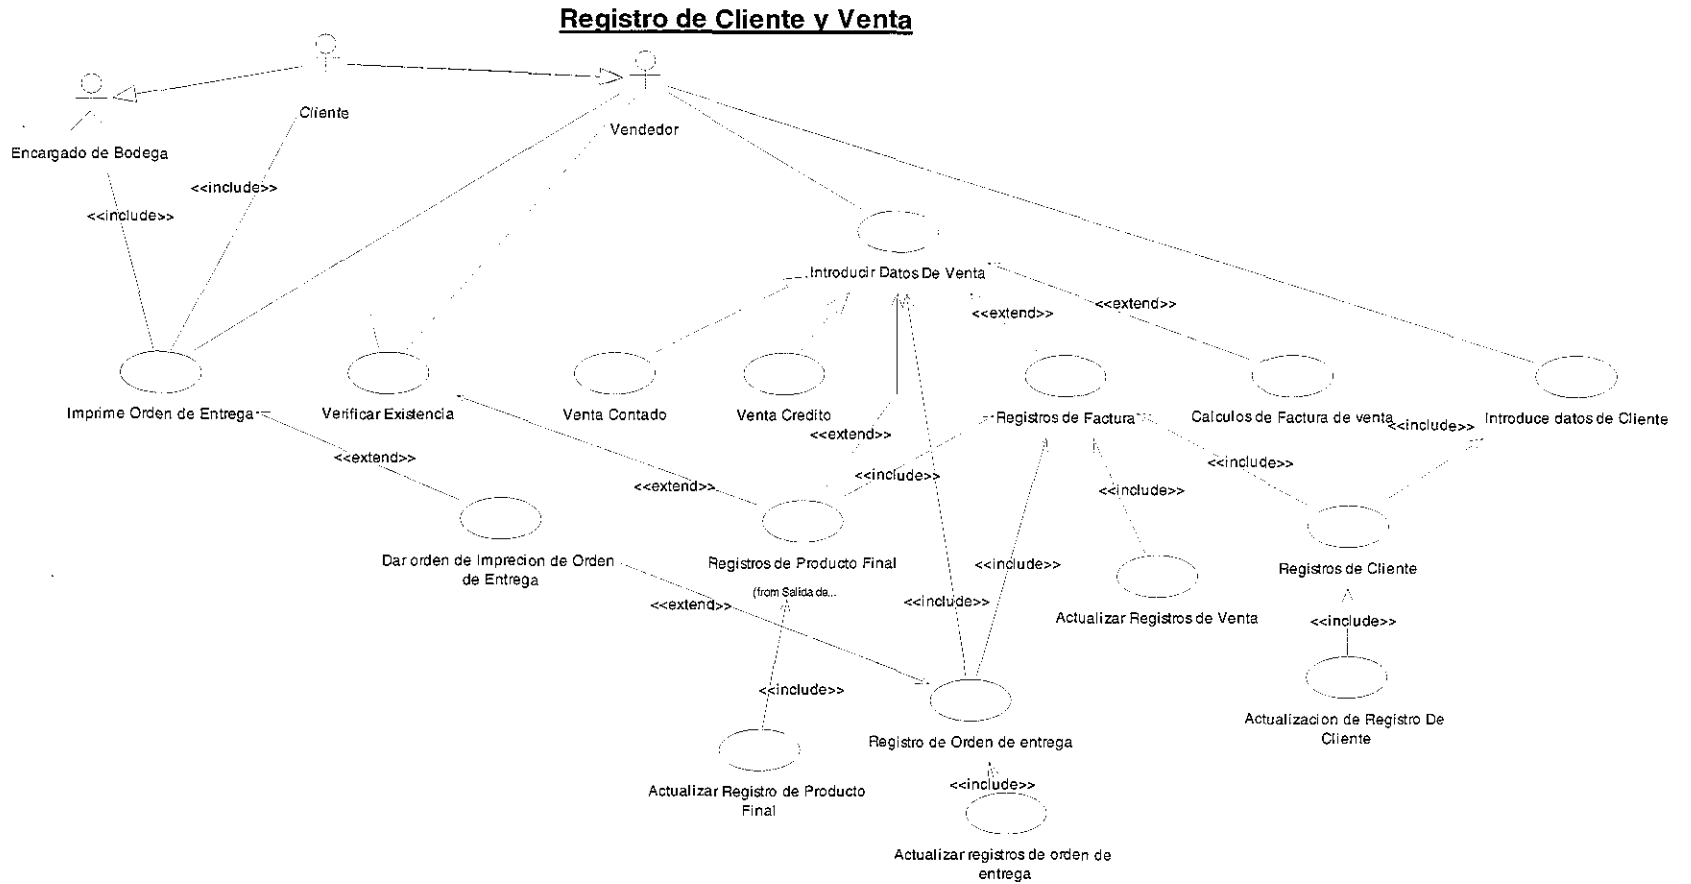 Registro de Cliente y Venta
Cliente
Vendedor
Encargado de Bodega
<<include>>
<<include>>
Introducir Datos De Venta
<<extend>>
<<extend>>
Imprime Orden de Entrega
Verificar Existencia
Venta Contado
Venta Credito
Registros de Factura
Calculos de Factura de venta
Introduce datos de Cliente
<<include>>
<<extend>>
<<extend>>
<<include>>
<<include>>
<<extend>>
<<include>>
Dar orden de Imprecion de Orden
de Entrega
Registros de Producto Final
(from Salida de...
<<include>>
Registros de Cliente
<<extend>>
<<include>>
Actualizar Registros de Venta
<<include>>
<<include>>
Registro de Orden de entrega
Actualizacion de Registro De
Cliente
Actualizar Registro de Producto
Final
<<include>>
Actualizar registros de orden de
entrega